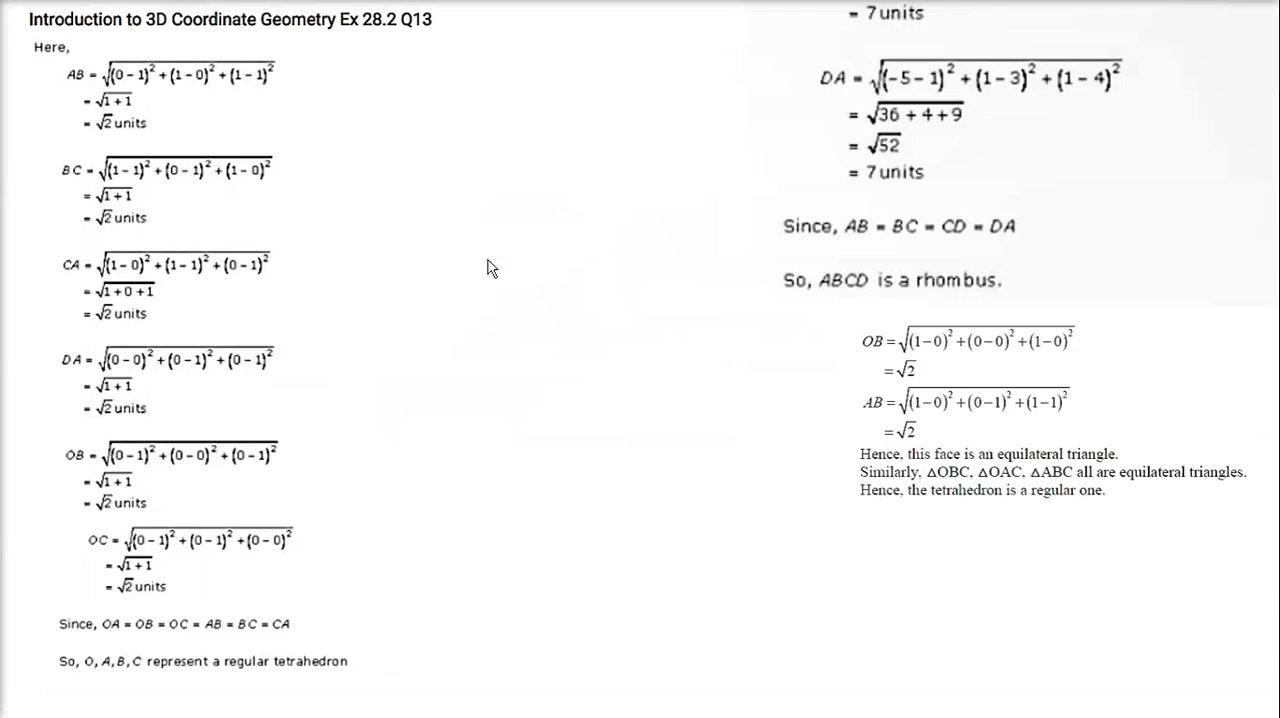 Introduction to 3D Coordinate Geometry Ex 28.2 Q13
Here,
AB = √(0 - 1)² + (1 - 0)² + (1 - 1)²
= √1 + 1
= √2 units
BC = √(1 - 1)² + (0 - 1)² + (1 - 0)²
= √1 + 1
= √2 units
CA = √(1 - 0)² + (1 - 1)² + (0 - 1)²
= √1 + 0 + 1
= √2 units
DA = √(0 - 0)² + (0 - 1)² + (0 - 1)²
= √1 + 1
= √2 units
OB = √(0 - 1)² + (0 - 0)² + (0 - 1)²
= √1 + 1
= √2 units
OC = √(0 - 1)² + (0 - 1)² + (0 - 0)²
= √1 + 1
= √2 units
Since, OA = OB = OC = AB = BC = CA
So, O, A, B, C represent a regular tetrahedron
= 7 units
DA = √(-5 - 1)² + (1 - 3)² + (1 - 4)²
= √36 + 4 + 9
= √52
= 7 units
Since, AB = BC = CD = DA
So, ABCD is a rhombus.
OB = √(1-0)² + (0-0)² + (1-0)²
= √2
AB = √(1-0)² + (0-1)² + (1-1)²
= √2
Hence, this face is an equilateral triangle.
Similarly, △OBC, △OAC, △ABC all are equilateral triangles.
Hence, the tetrahedron is a regular one.